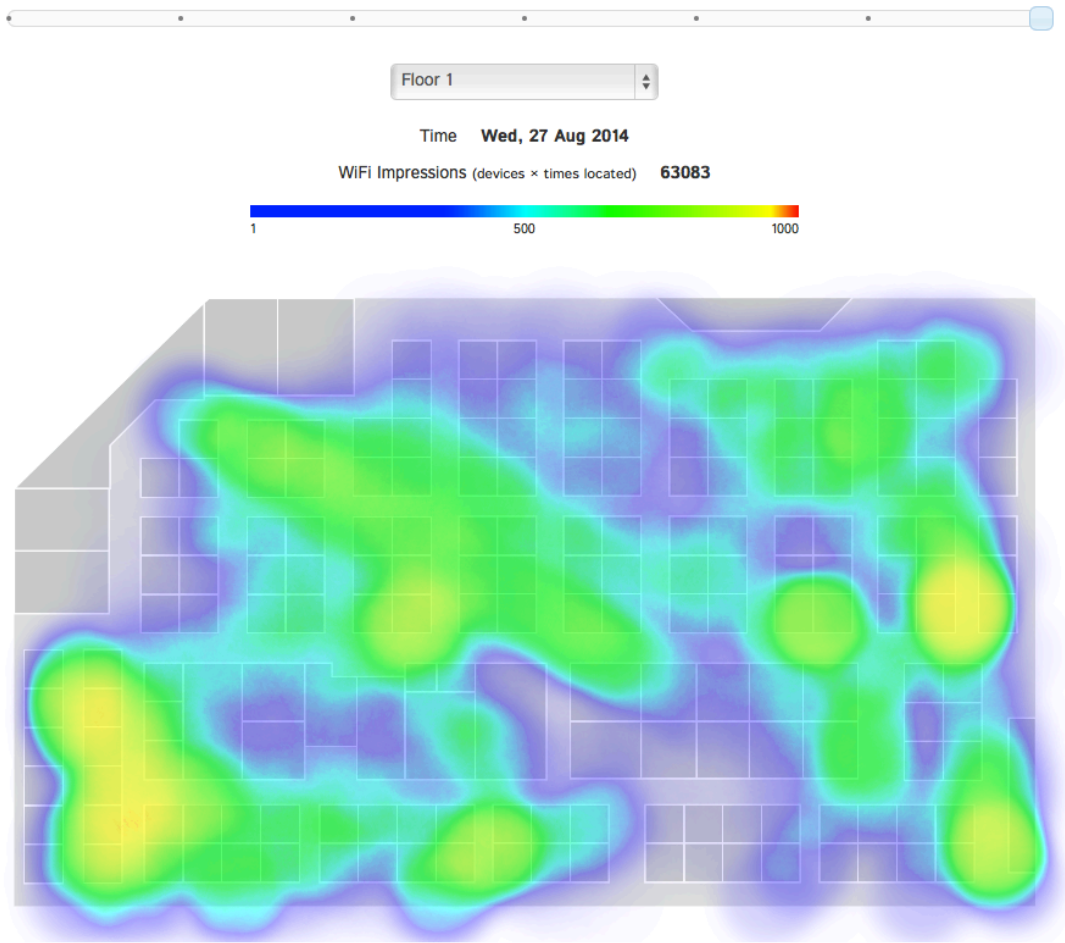 Floor 1
Time Wed, 27 Aug 2014
WiFi Impressions (devices × times located) 63083
1 500 1000